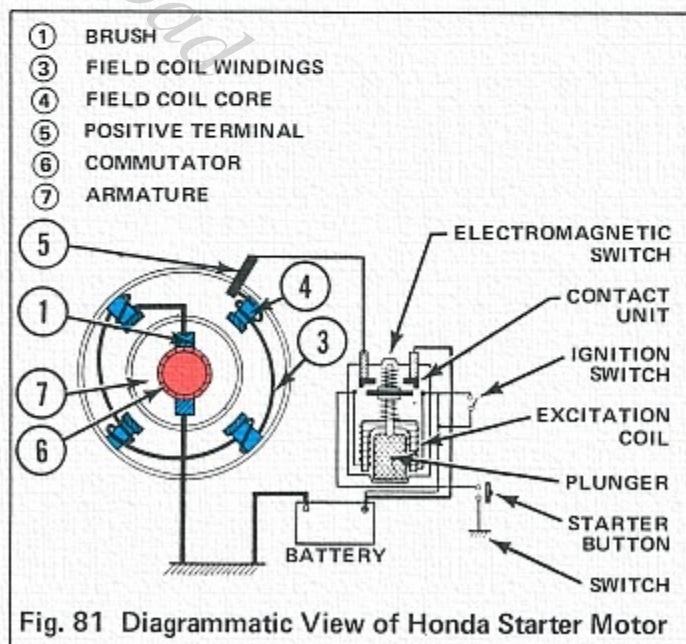 ① BRUSH
③ FIELD COIL WINDINGS
④ FIELD COIL CORE
⑤ POSITIVE TERMINAL
⑥ COMMUTATOR
⑦ ARMATURE
5
4
1
3
7
6
ELECTROMAGNETIC
SWITCH
CONTACT
UNIT
IGNITION
SWITCH
EXCITATION
COIL
PLUNGER
STARTER
BUTTON
SWITCH
BATTERY
Fig. 81 Diagrammatic View of Honda Starter Motor